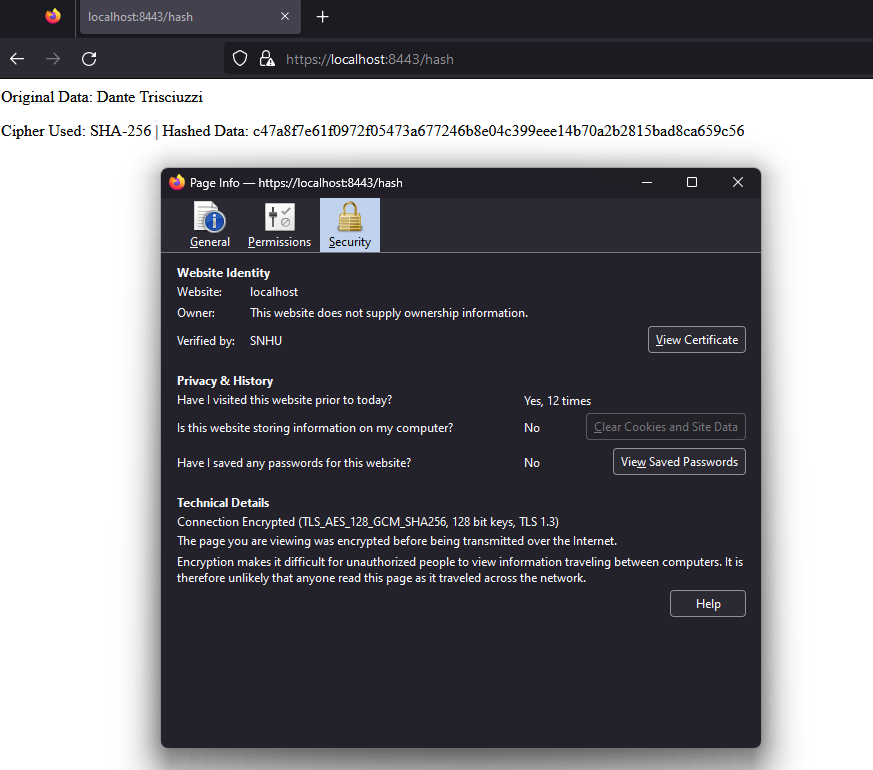 localhost:8443/hash
https://localhost:8443/hash
Original Data: Dante Trisciuzzi
Cipher Used: SHA-256 | Hashed Data: c47a8f7e61f0972f05473a677246b8e04c399eee14b70a2b2815bad8ca659c56
Page Info — https://localhost:8443/hash
General Permissions Security
Website Identity
Website: localhost
Owner: This website does not supply ownership information.
Verified by: SNHU View Certificate
Privacy & History
Have I visited this website prior to today? Yes, 12 times
Is this website storing information on my computer? No Clear Cookies and Site Data
Have I saved any passwords for this website? No View Saved Passwords
Technical Details
Connection Encrypted (TLS_AES_128_GCM_SHA256, 128 bit keys, TLS 1.3)
The page you are viewing was encrypted before being transmitted over the Internet.
Encryption makes it difficult for unauthorized people to view information traveling between computers. It is
therefore unlikely that anyone read this page as it traveled across the network.
Help